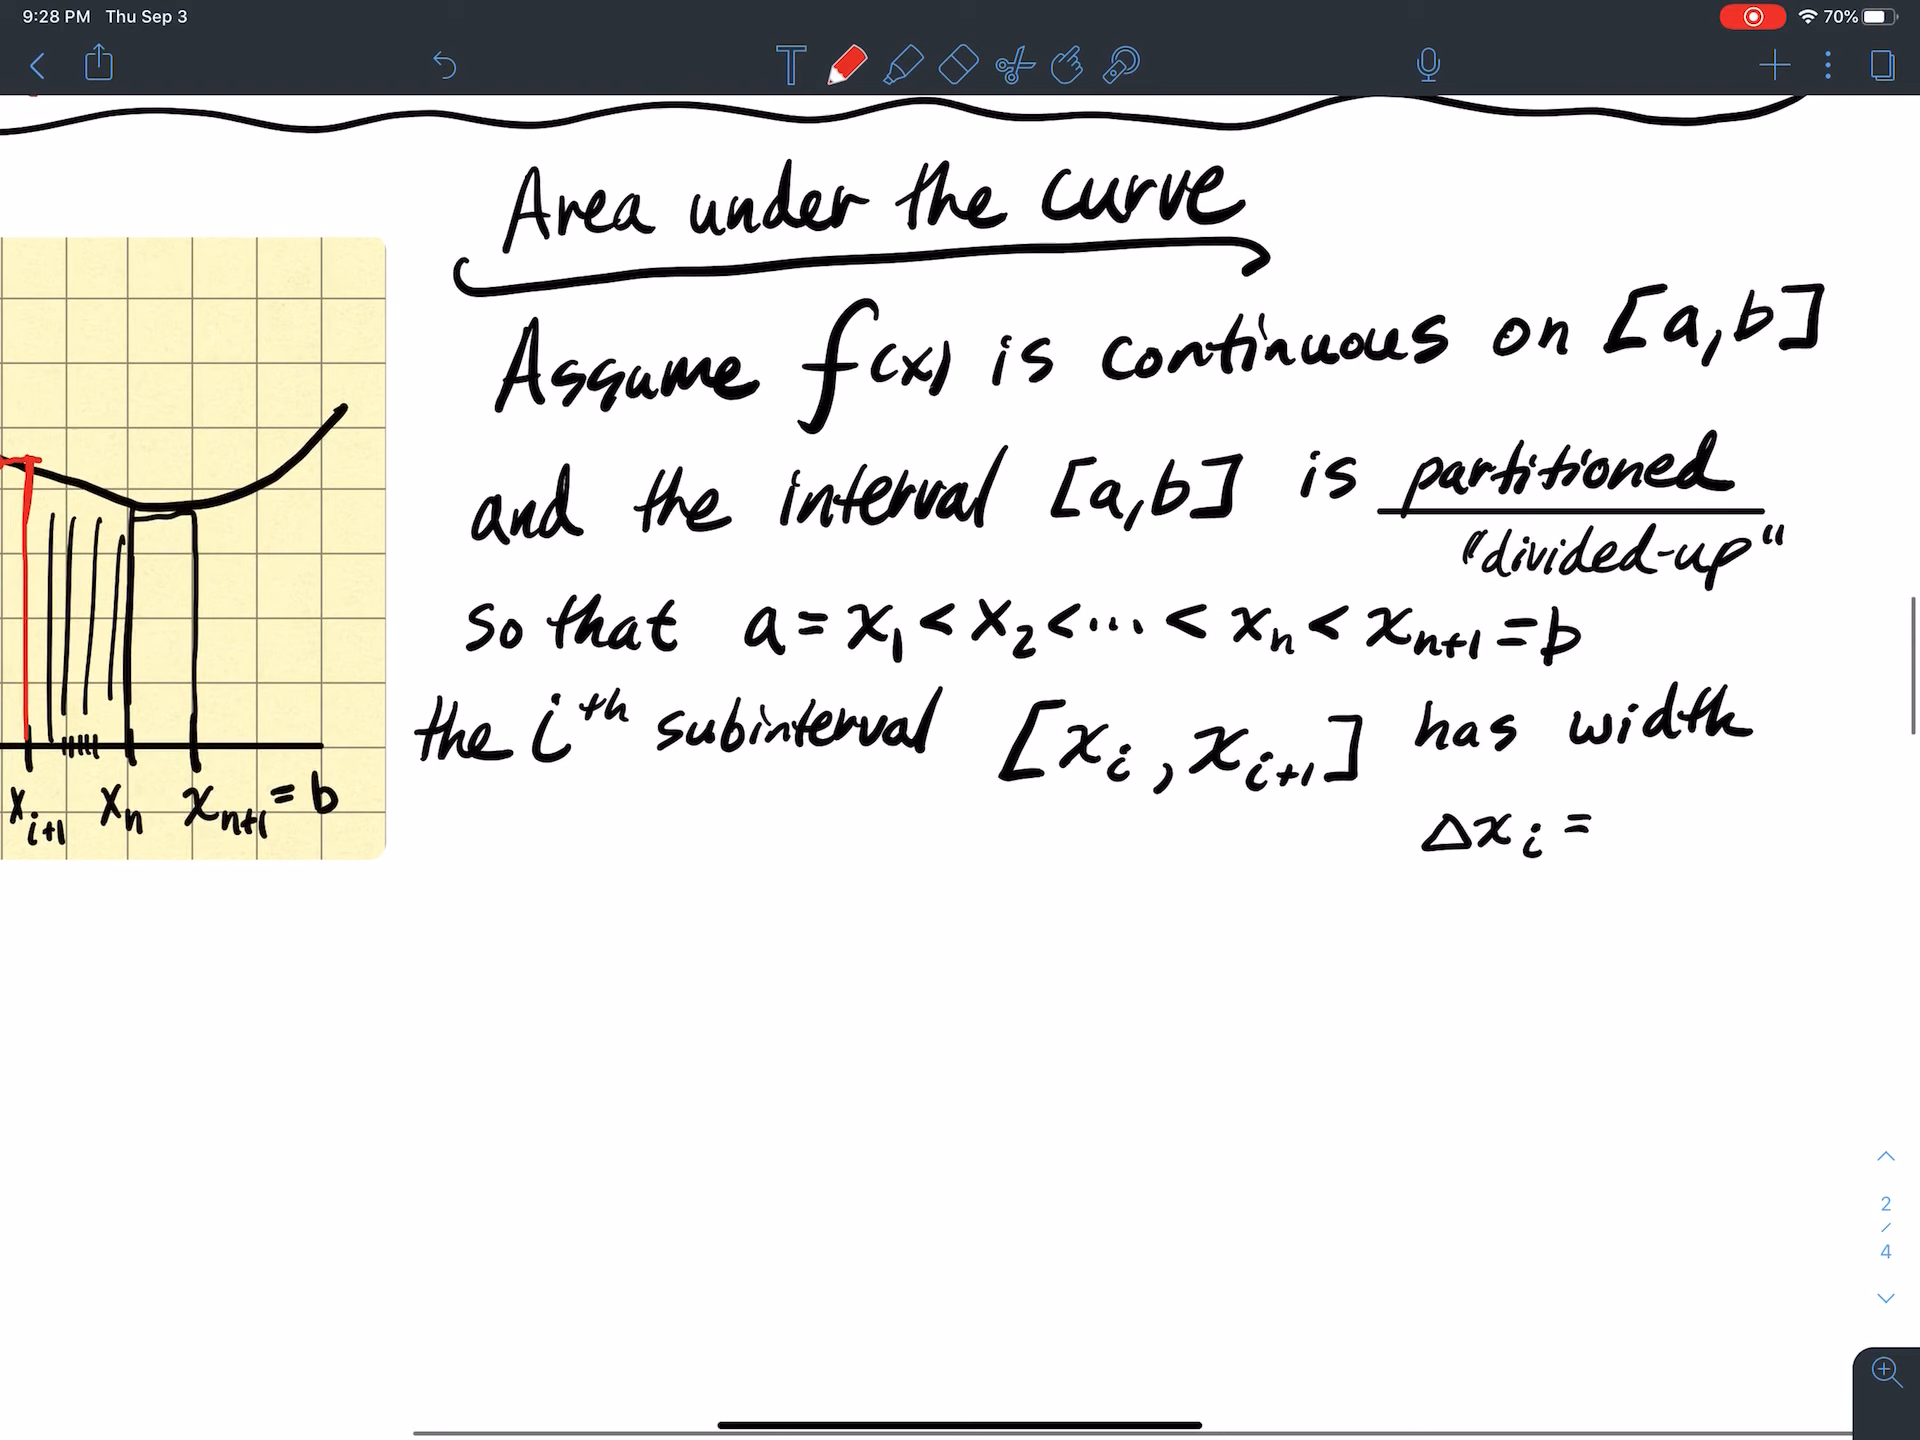 9:28 PM Thu Sep 3
70%
T
Area under the curve
Assume f(x) is continuous on [a,b]
and the interval [a,b] is partitioned
"divided-up"
so that a = x₁ < x₂ < ... < xₙ < xₙ₊₁ = b
the iᵗʰ subinterval [xᵢ, xᵢ₊₁] has width
Δxᵢ =
xᵢ₊₁ xₙ xₙ₊₁ = b
2
/
4